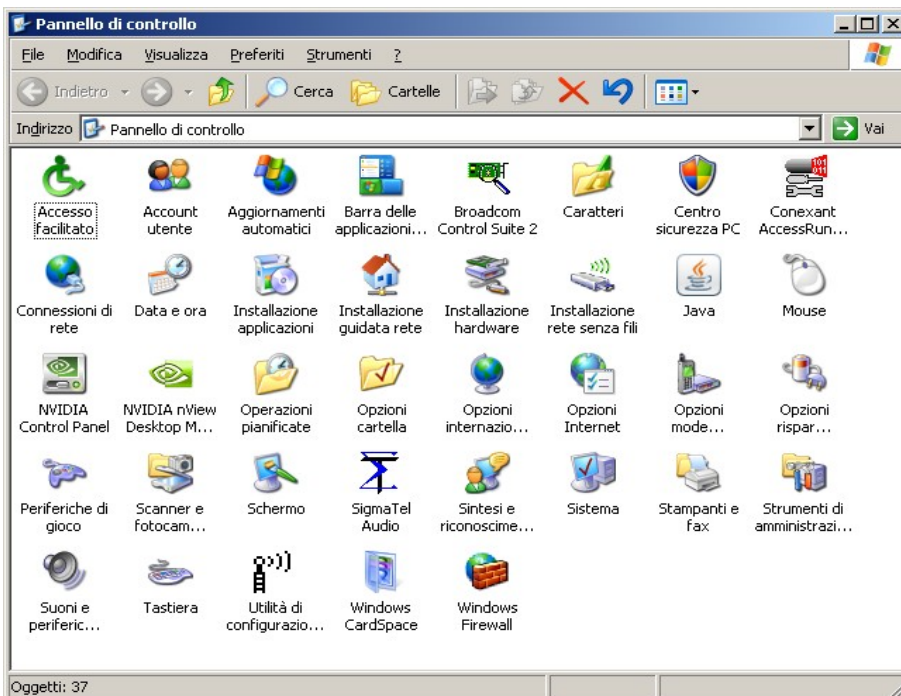 Pannello di controllo
File Modifica Visualizza Preferiti Strumenti ?
Indietro Cerca Cartelle
Indirizzo Pannello di controllo Vai
101
011
Accesso facilitato
Account utente
Aggiornamenti automatici
Barra delle applicazioni...
Broadcom Control Suite 2
Caratteri
Centro sicurezza PC
Conexant AccessRun...
Connessioni di rete
Data e ora
Installazione applicazioni
Installazione guidata rete
Installazione hardware
Installazione rete senza fili
Java
Mouse
NVIDIA Control Panel
NVIDIA nView Desktop M...
Operazioni pianificate
Opzioni cartella
Opzioni internazio...
Opzioni Internet
Opzioni mode...
Opzioni rispar...
Periferiche di gioco
Scanner e fotocam...
Schermo
SigmaTel Audio
Sintesi e riconoscime...
Sistema
Stampanti e fax
Strumenti di amministrazi...
Suoni e periferic...
Tastiera
Utilità di configurazio...
Windows CardSpace
Windows Firewall
Oggetti: 37